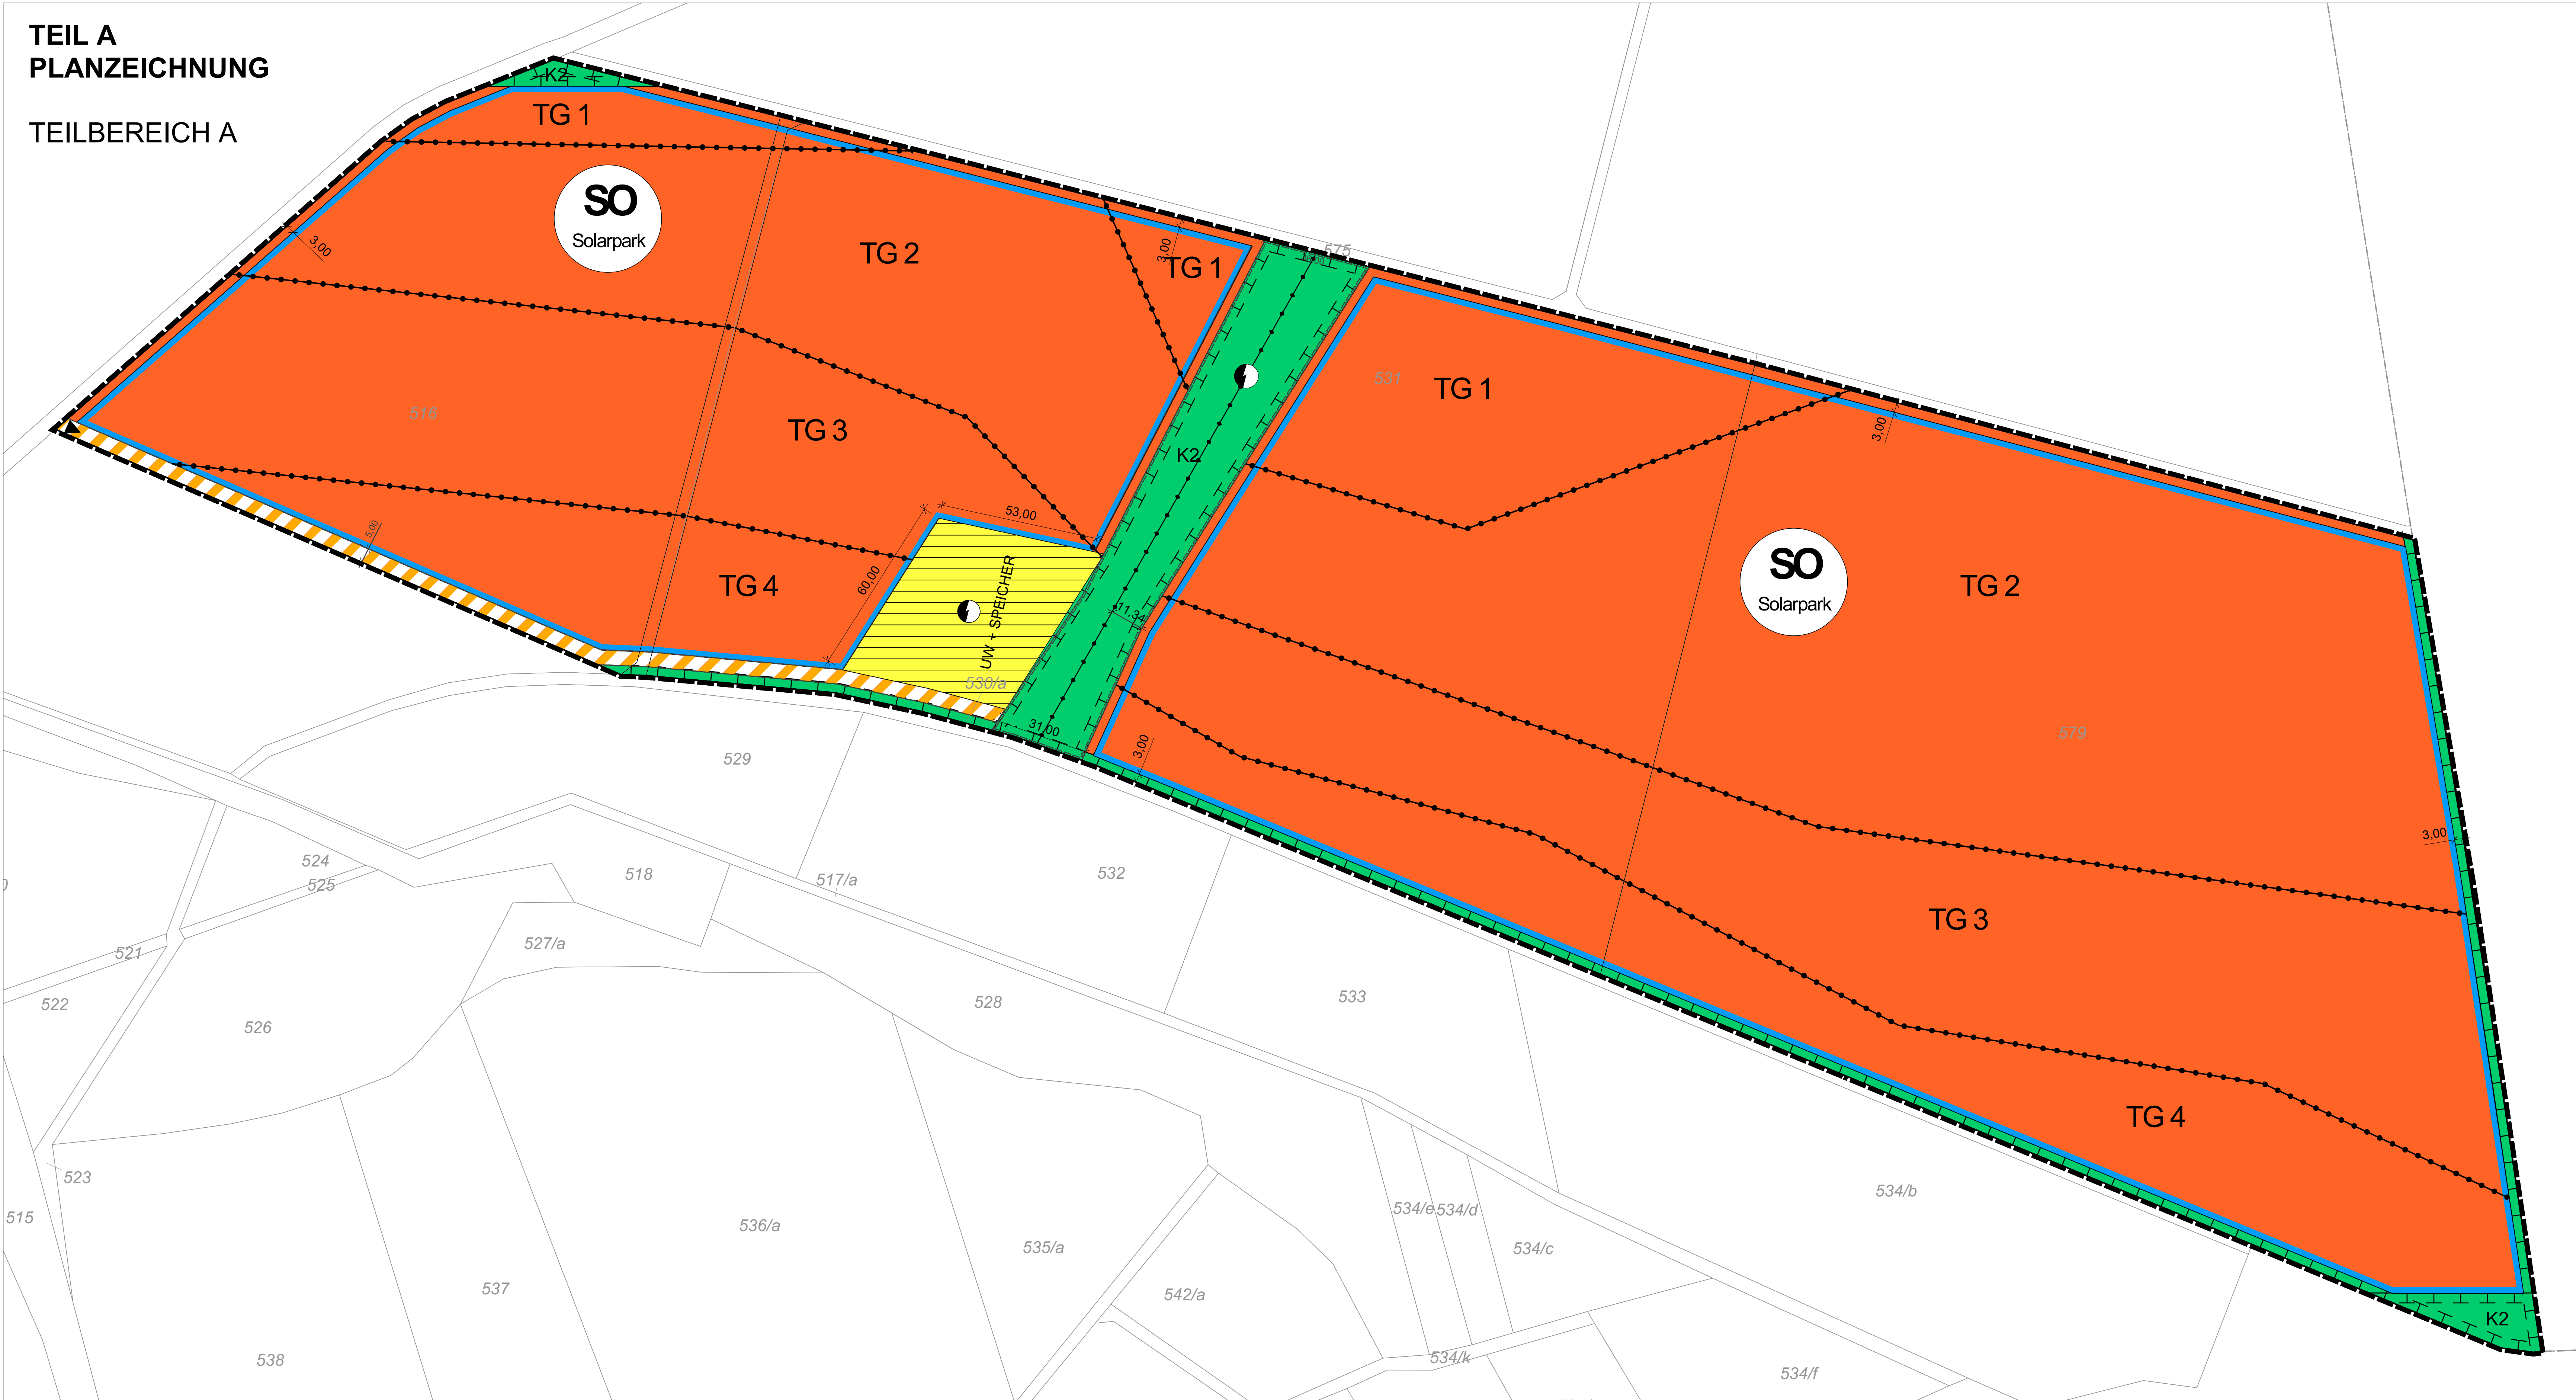 TEIL A
PLANZEICHNUNG
TEILBEREICH A
K2
TG 1
SO
Solarpark
3,00
TG 2
3,00
TG 1
575
531
TG 1
3,00
516
TG 3
K2
53,00
5,00
60,00
TG 4
UW + SPEICHER
530/a
11,34
31,00
3,00
SO
Solarpark
TG 2
579
3,00
TG 3
TG 4
K2
529
524
525
518
517/a
532
521
527/a
522
526
528
533
523
515
536/a
535/a
534/e
534/d
534/b
534/c
537
542/a
538
534/k
534/f